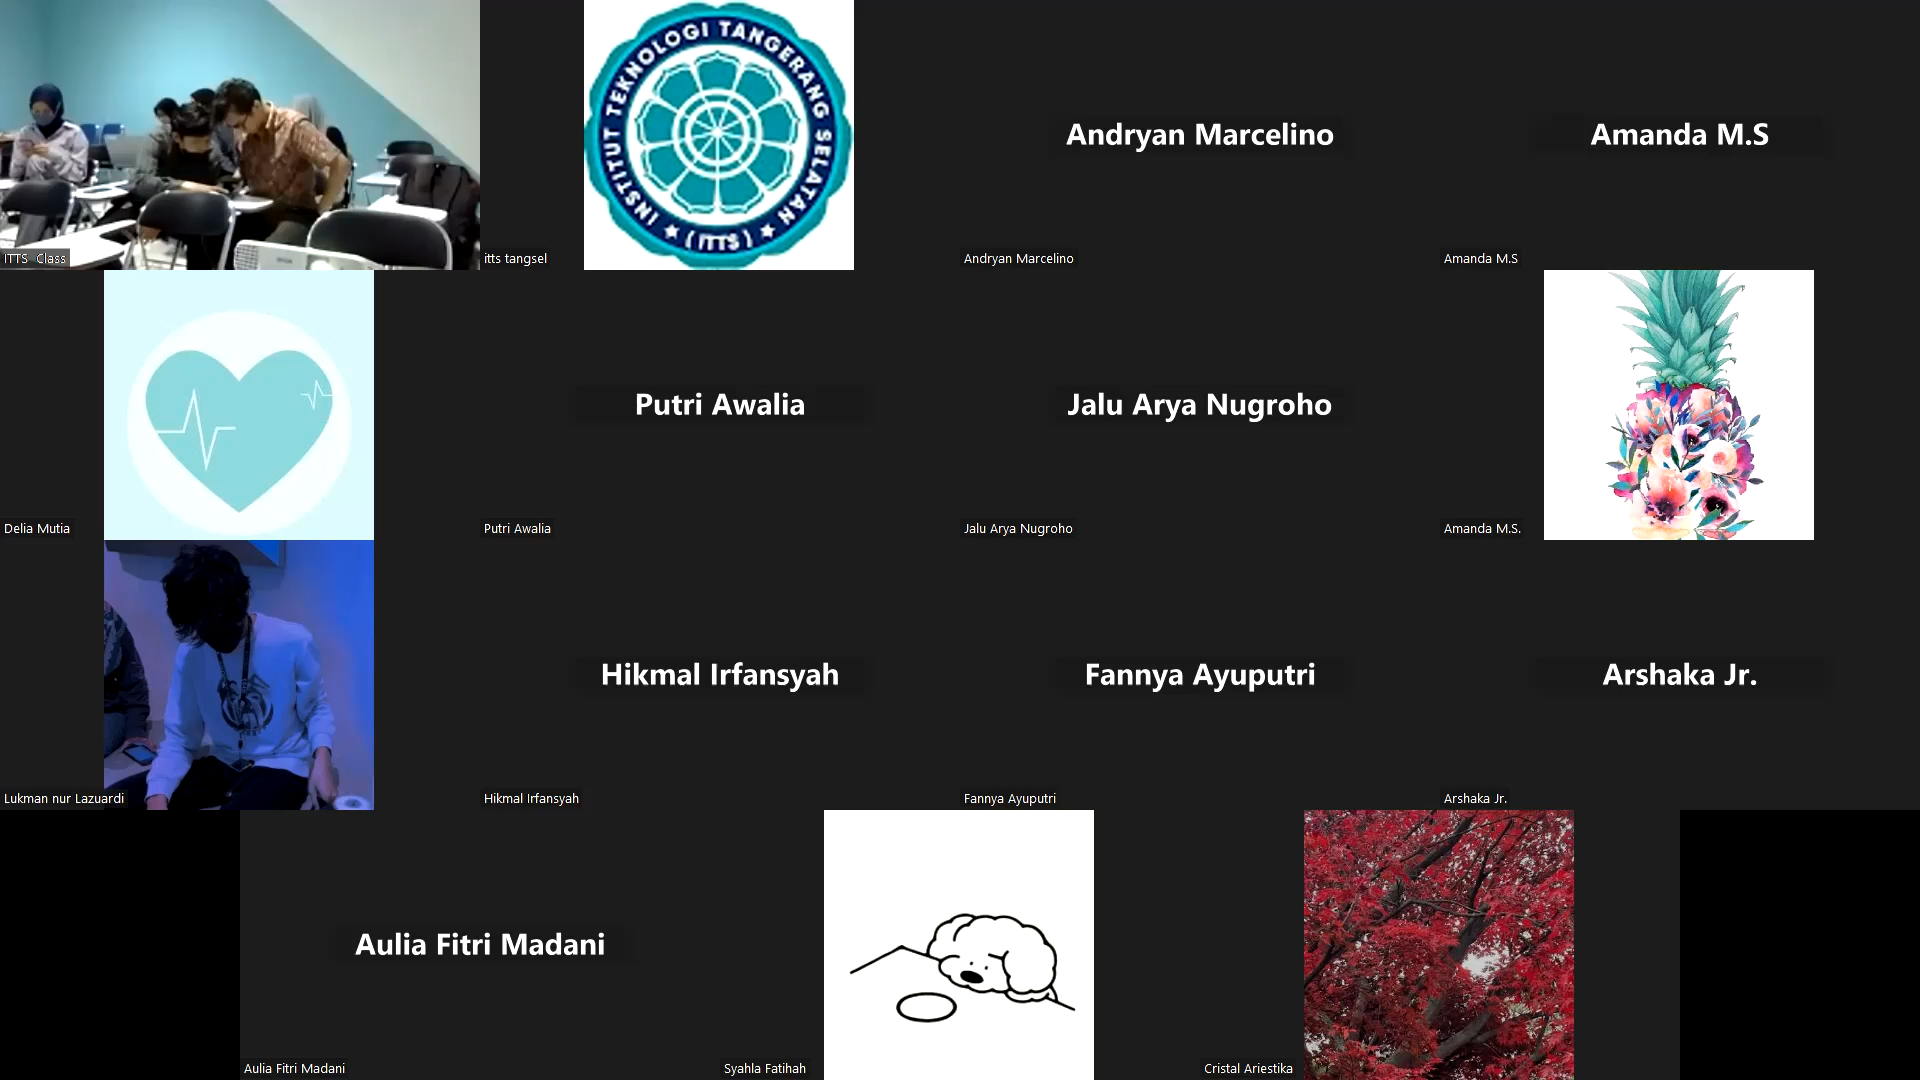 ITTS Class
INSTITUT TEKNOLOGI TANGERANG SELATAN
(ITTS)
itts tangsel
Andryan Marcelino
Andryan Marcelino
Amanda M.S
Amanda M.S
Delia Mutia
Putri Awalia
Putri Awalia
Jalu Arya Nugroho
Jalu Arya Nugroho
Amanda M.S.
Lukman nur Lazuardi
Hikmal Irfansyah
Hikmal Irfansyah
Fannya Ayuputri
Fannya Ayuputri
Arshaka Jr.
Arshaka Jr.
Aulia Fitri Madani
Aulia Fitri Madani
Syahla Fatihah
Cristal Ariestika